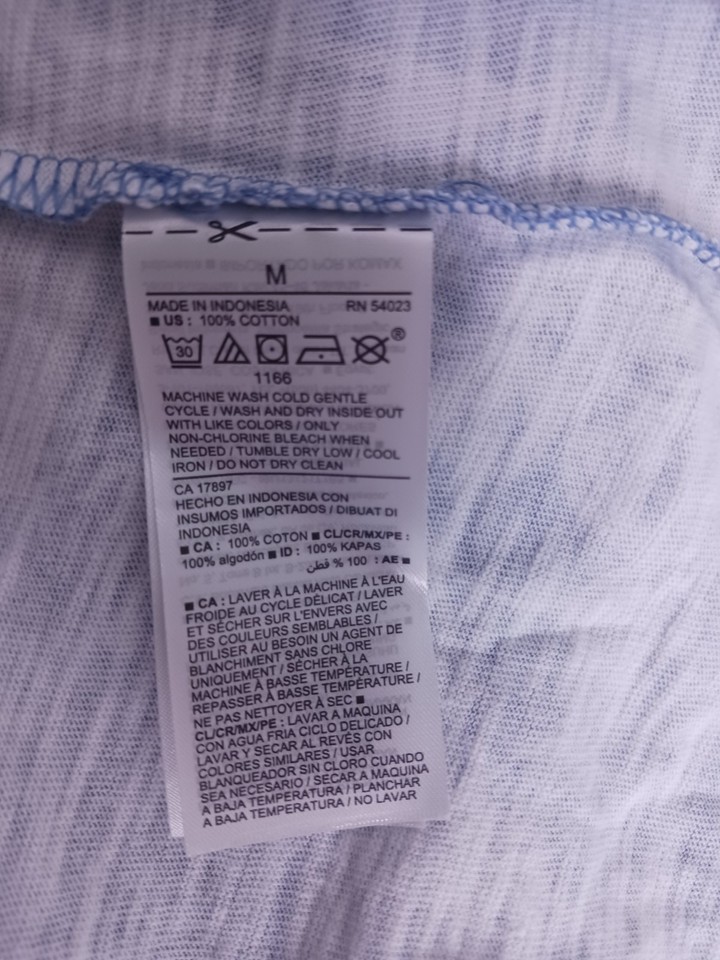 M
MADE IN INDONESIA RN 54023
■ US : 100% COTTON
30 ®
1166
MACHINE WASH COLD GENTLE
CYCLE / WASH AND DRY INSIDE OUT
WITH LIKE COLORS / ONLY
NON-CHLORINE BLEACH WHEN
NEEDED / TUMBLE DRY LOW / COOL
IRON / DO NOT DRY CLEAN
CA 17897
HECHO EN INDONESIA CON
INSUMOS IMPORTADOS / DIBUAT DI
INDONESIA
■ CA : 100% COTON ■ CL/CR/MX/PE :
100% algodón ■ ID : 100% KAPAS
■ AE : 100 % قطن
■ CA : LAVER À LA MACHINE À L'EAU
FROIDE AU CYCLE DÉLICAT / LAVER
ET SÉCHER SUR L'ENVERS AVEC
DES COULEURS SEMBLABLES /
UTILISER AU BESOIN UN AGENT DE
BLANCHIMENT SANS CHLORE
UNIQUEMENT / SÉCHER À LA
MACHINE À BASSE TEMPÉRATURE /
REPASSER À BASSE TEMPÉRATURE /
NE PAS NETTOYER À SEC ■
CL/CR/MX/PE : LAVAR A MAQUINA
CON AGUA FRIA CICLO DELICADO /
LAVAR Y SECAR AL REVÉS CON
COLORES SIMILARES / USAR
BLANQUEADOR SIN CLORO CUANDO
SEA NECESARIO / SECAR A MAQUINA
A BAJA TEMPERATURA / PLANCHAR
A BAJA TEMPERATURA / NO LAVAR